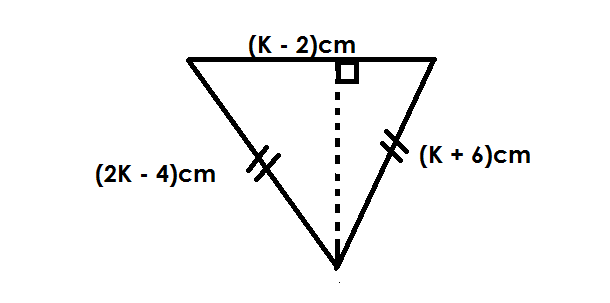 (K - 2)cm
(2K - 4)cm
(K + 6)cm